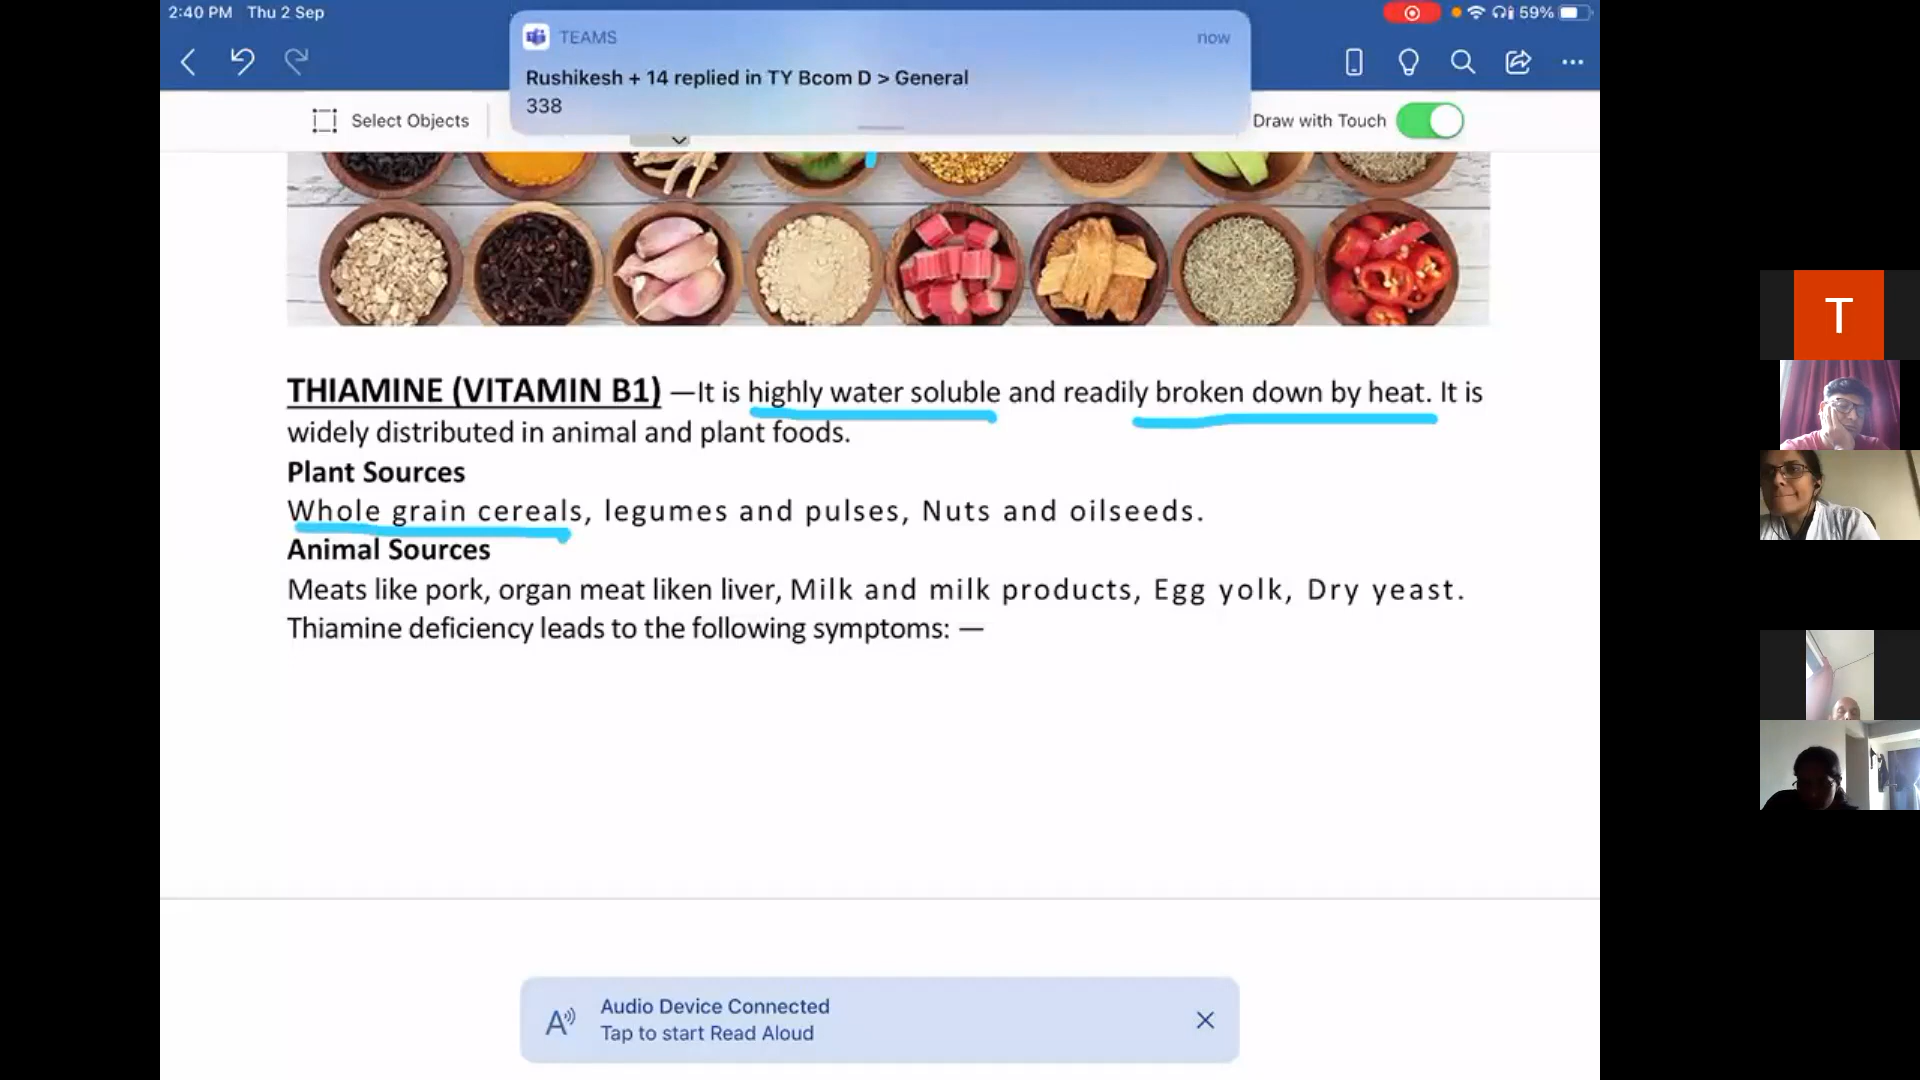 2:40 PM Thu 2 Sep
59%
TEAMS
now
Rushikesh + 14 replied in TY Bcom D > General
338
Select Objects
Draw with Touch
THIAMINE (VITAMIN B1) —It is highly water soluble and readily broken down by heat. It is
widely distributed in animal and plant foods.
Plant Sources
Whole grain cereals, legumes and pulses, Nuts and oilseeds.
Animal Sources
Meats like pork, organ meat liken liver, Milk and milk products, Egg yolk, Dry yeast.
Thiamine deficiency leads to the following symptoms: —
Audio Device Connected
Tap to start Read Aloud
T